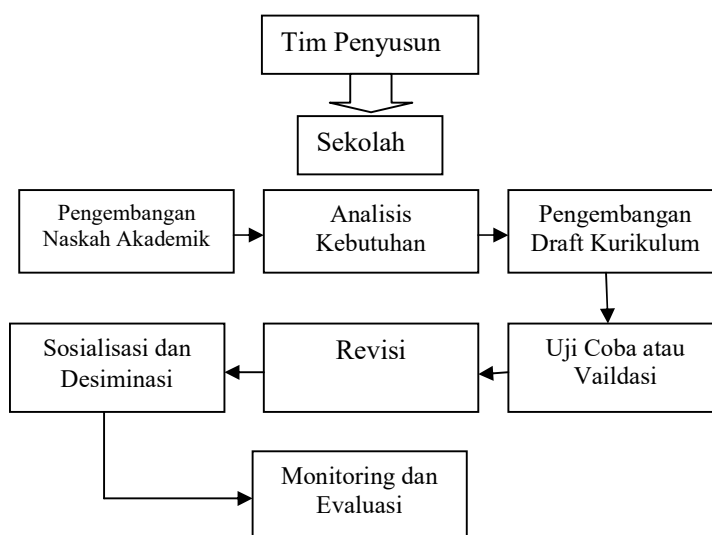 Tim Penyusun
Sekolah
Pengembangan
Naskah Akademik
Analisis
Kebutuhan
Pengembangan
Draft Kurikulum
Uji Coba atau
Vaildasi
Revisi
Sosialisasi dan
Desiminasi
Monitoring dan
Evaluasi